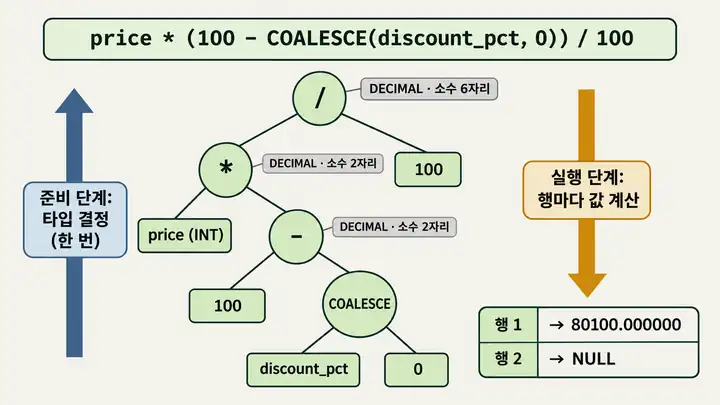 price * (100 - COALESCE(discount_pct, 0)) / 100
/
DECIMAL · 소수 6자리
*
DECIMAL · 소수 2자리
100
준비 단계:
타입 결정
(한 번)
실행 단계:
행마다 값 계산
price (INT)
-
DECIMAL · 소수 2자리
100
COALESCE
discount_pct
0
행 1 → 80100.000000
행 2 → NULL